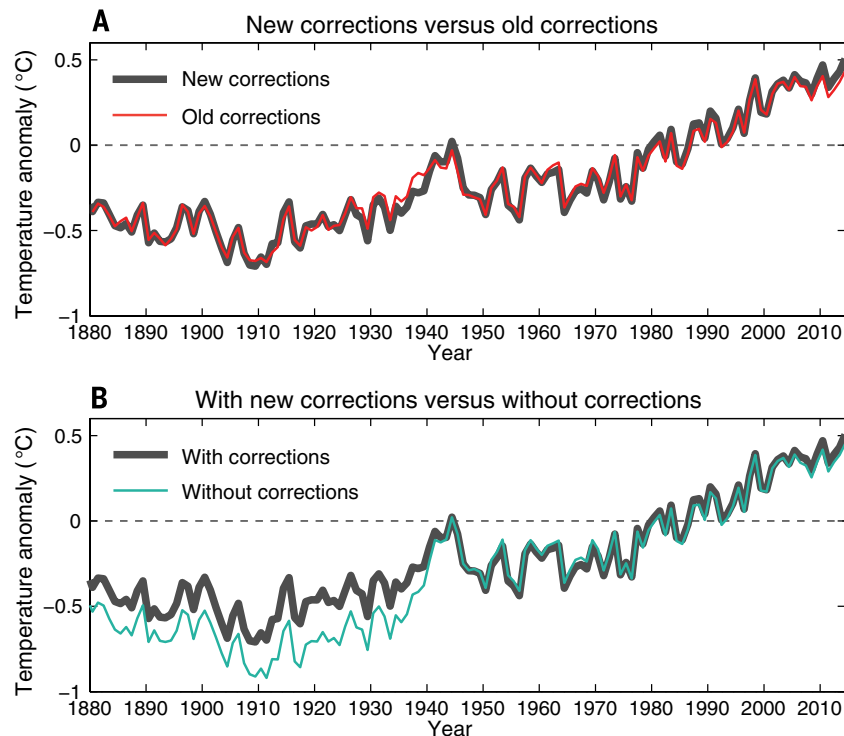 A
New corrections versus old corrections
Temperature anomaly (°C)
0.5
0
−0.5
−1
New corrections
Old corrections
1880 1890 1900 1910 1920 1930 1940 1950 1960 1970 1980 1990 2000 2010
Year
B
With new corrections versus without corrections
Temperature anomaly (°C)
0.5
0
−0.5
−1
With corrections
Without corrections
1880 1890 1900 1910 1920 1930 1940 1950 1960 1970 1980 1990 2000 2010
Year